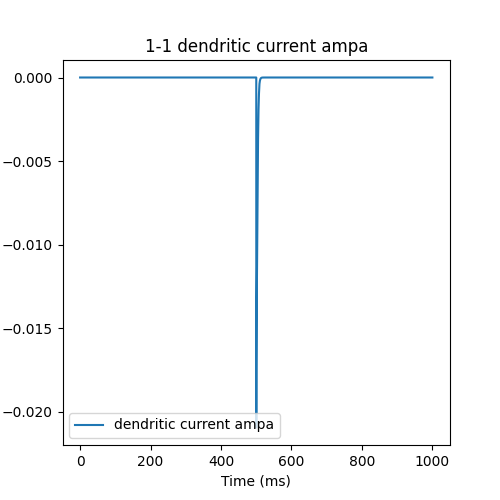 1-1 dendritic current ampa
0.000
−0.005
−0.010
−0.015
−0.020
dendritic current ampa
0 200 400 600 800 1000
Time (ms)